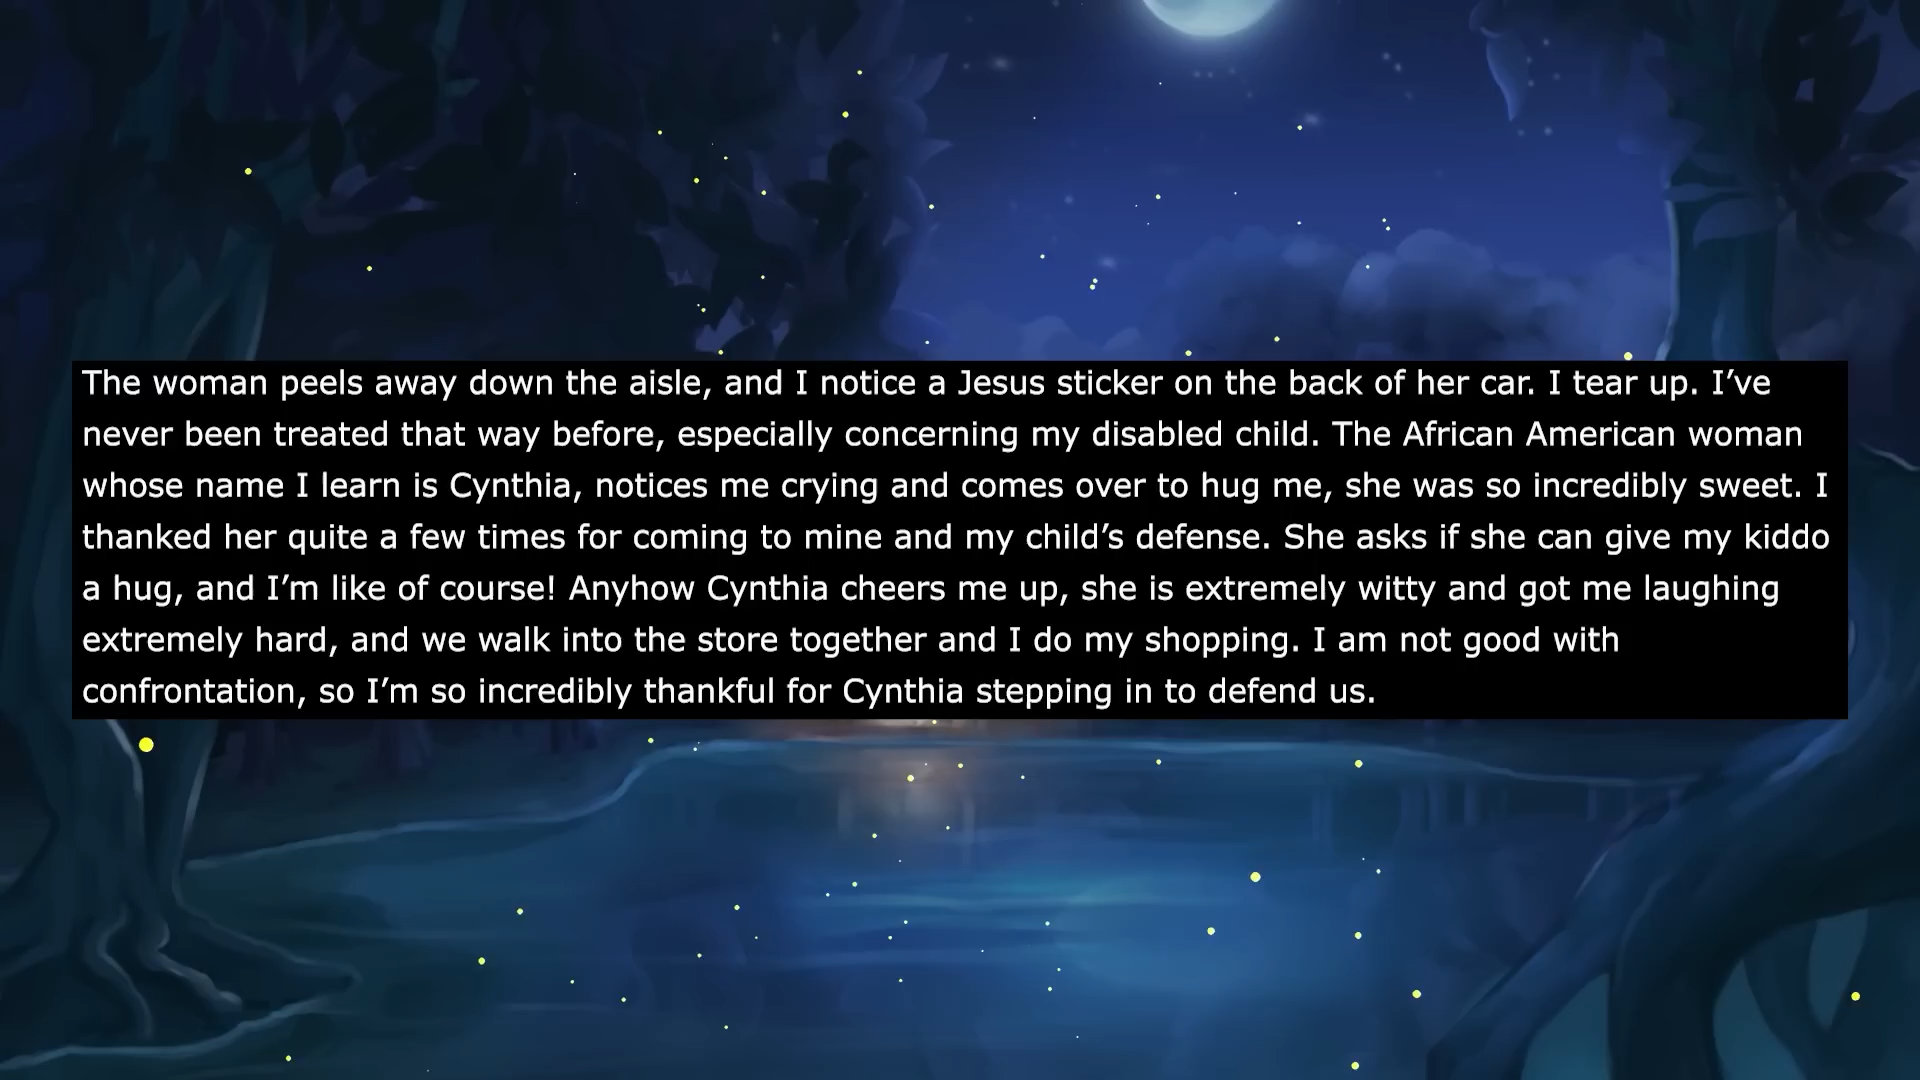 The woman peels away down the aisle, and I notice a Jesus sticker on the back of her car. I tear up. I’ve
never been treated that way before, especially concerning my disabled child. The African American woman
whose name I learn is Cynthia, notices me crying and comes over to hug me, she was so incredibly sweet. I
thanked her quite a few times for coming to mine and my child’s defense. She asks if she can give my kiddo
a hug, and I’m like of course! Anyhow Cynthia cheers me up, she is extremely witty and got me laughing
extremely hard, and we walk into the store together and I do my shopping. I am not good with
confrontation, so I’m so incredibly thankful for Cynthia stepping in to defend us.